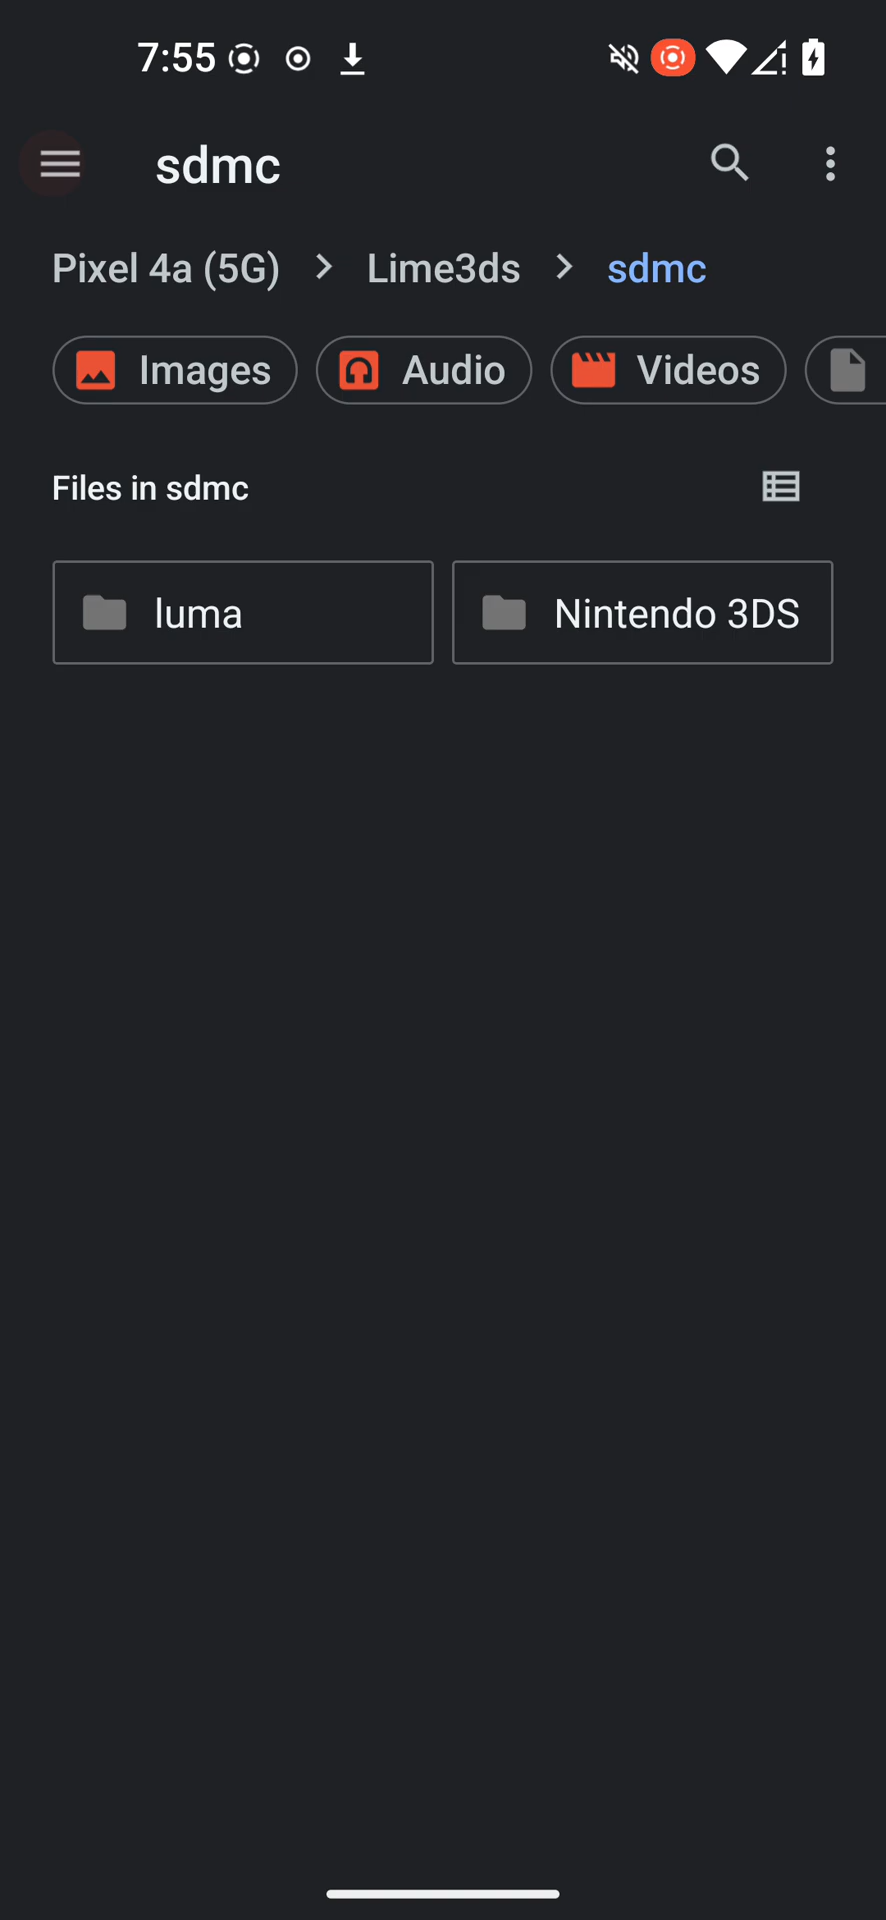 7:55
sdmc
Pixel 4a (5G) > Lime3ds > sdmc
Images Audio Videos
Files in sdmc
luma Nintendo 3DS